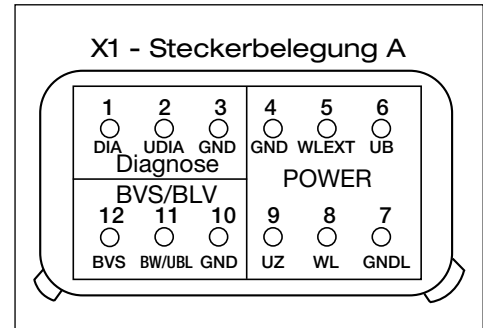 X1 - Steckerbelegung A
1 2 3 4 5 6
DIA UDIA GND GND WLEXT UB
Diagnose
POWER
BVS/BLV
12 11 10 9 8 7
BVS BW/UBL GND UZ WL GNDL